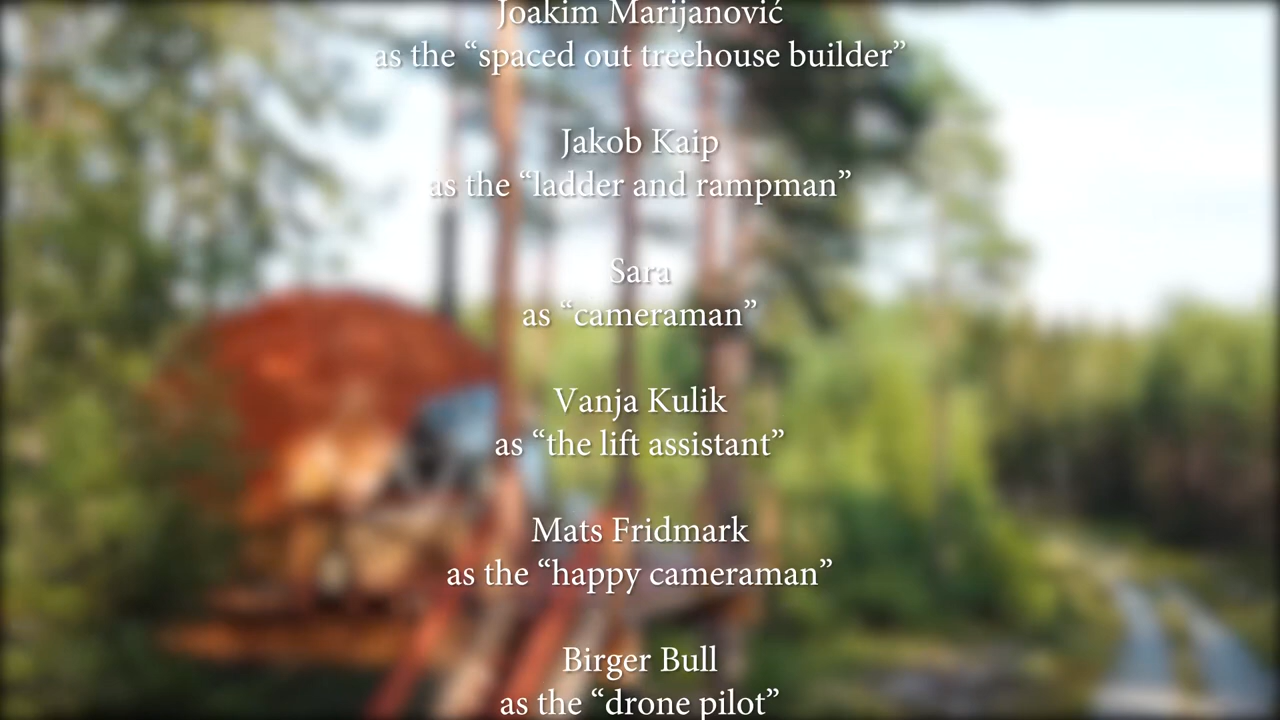 Joakim Marijanović
as the “spaced out treehouse builder”
Jakob Kaip
as the “ladder and rampman”
Sara
as “cameraman”
Vanja Kulik
as “the lift assistant”
Mats Fridmark
as the “happy cameraman”
Birger Bull
as the “drone pilot”